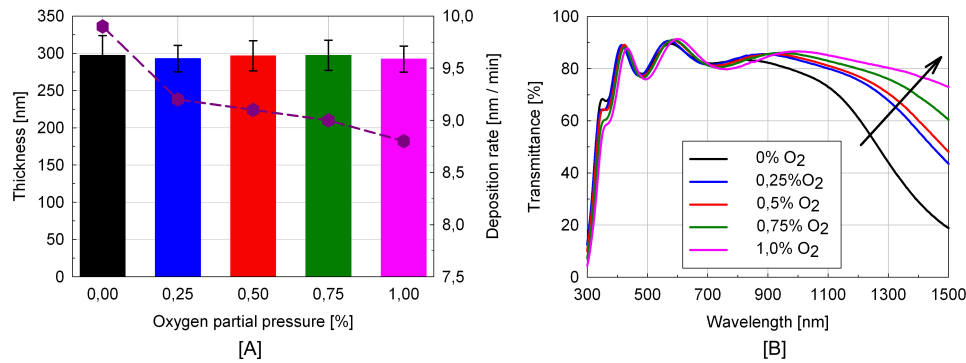 400
350
300
250
200
150
100
50
0
Thickness [nm]
10,0
9,5
9,0
8,5
8,0
7,5
Deposition rate [nm / min]
0,00 0,25 0,50 0,75 1,00
Oxygen partial pressure [%]
[A]
100
80
60
40
20
0
Transmittance [%]
0% O2
0,25%O2
0,5% O2
0,75% O2
1,0% O2
300 500 700 900 1100 1300 1500
Wavelength [nm]
[B]